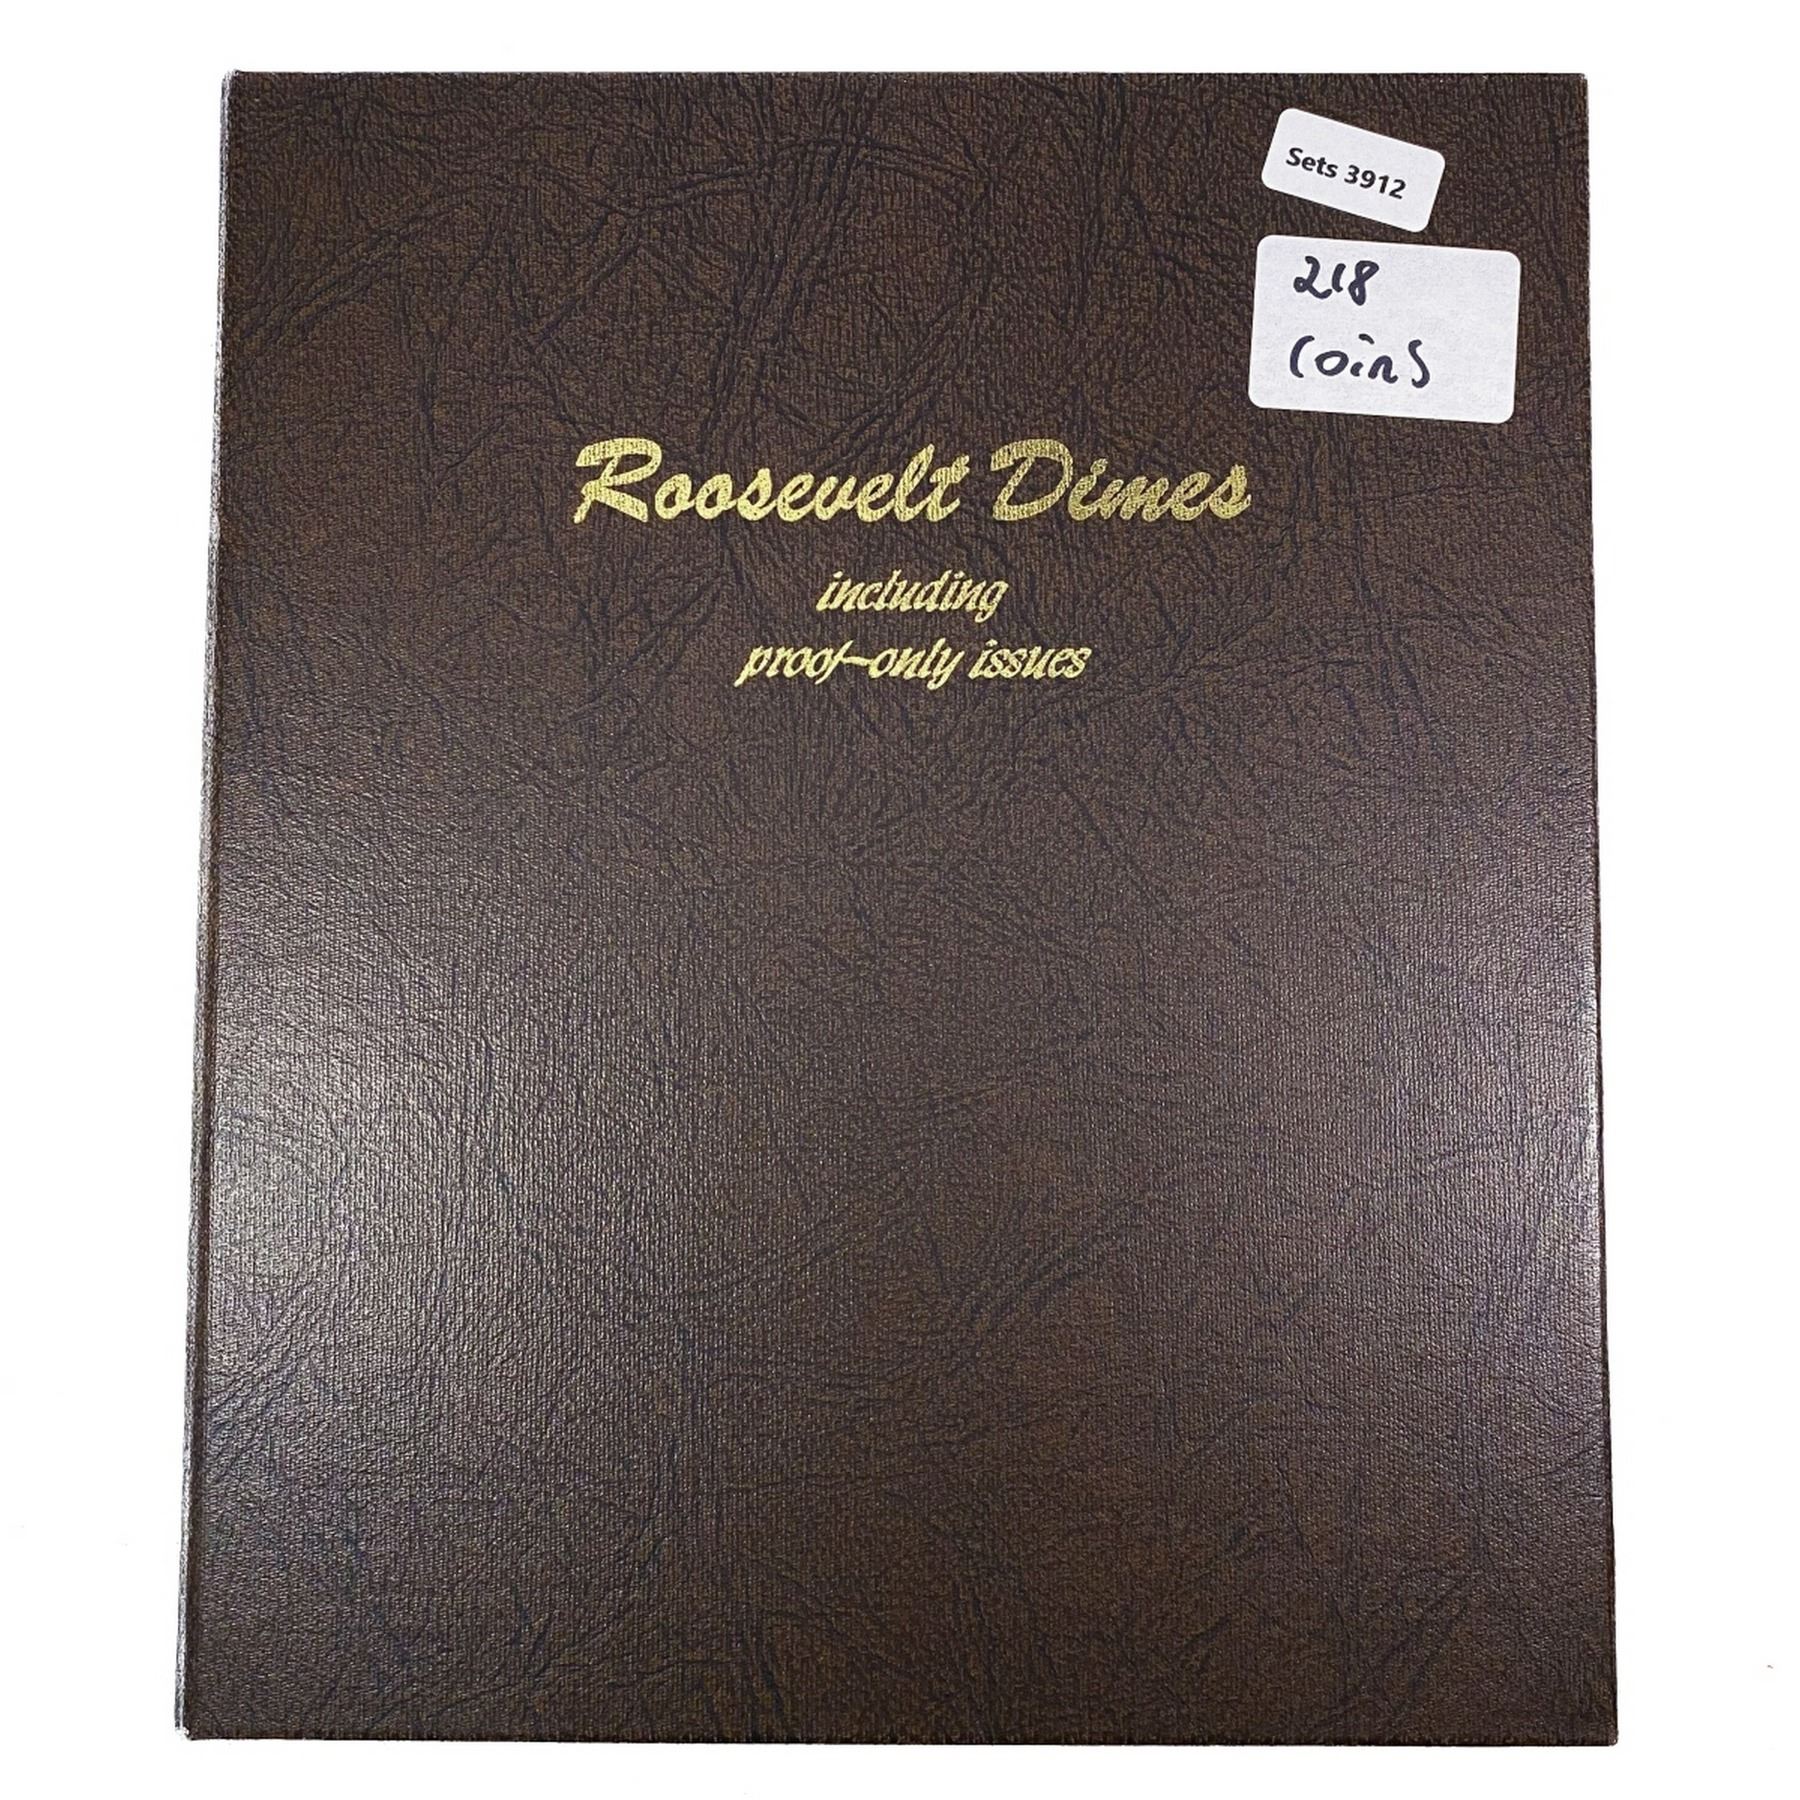 Sets 3912
218
coins
Roosevelt Dimes
including
proof-only issues